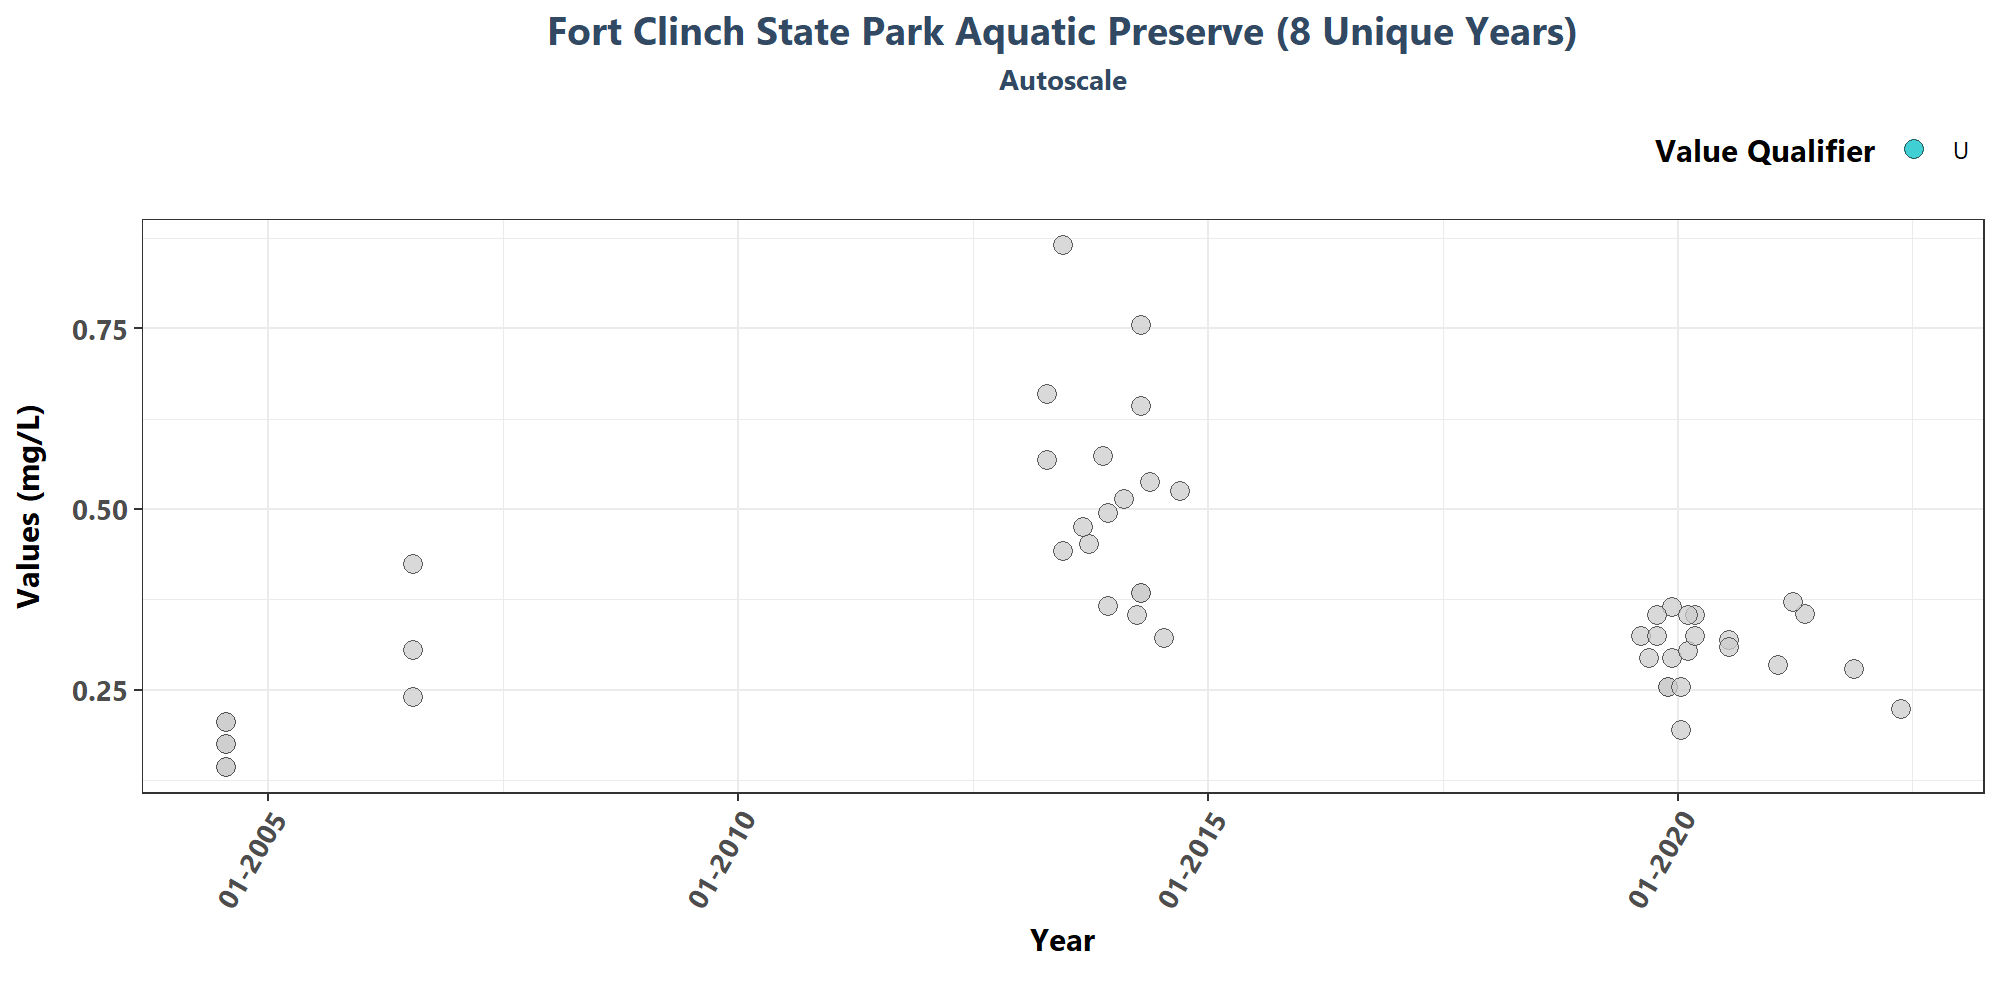 Fort Clinch State Park Aquatic Preserve (8 Unique Years)
Autoscale
Value Qualifier U
Values (mg/L)
0.75
0.50
0.25
01-2005
01-2010
01-2015
01-2020
Year